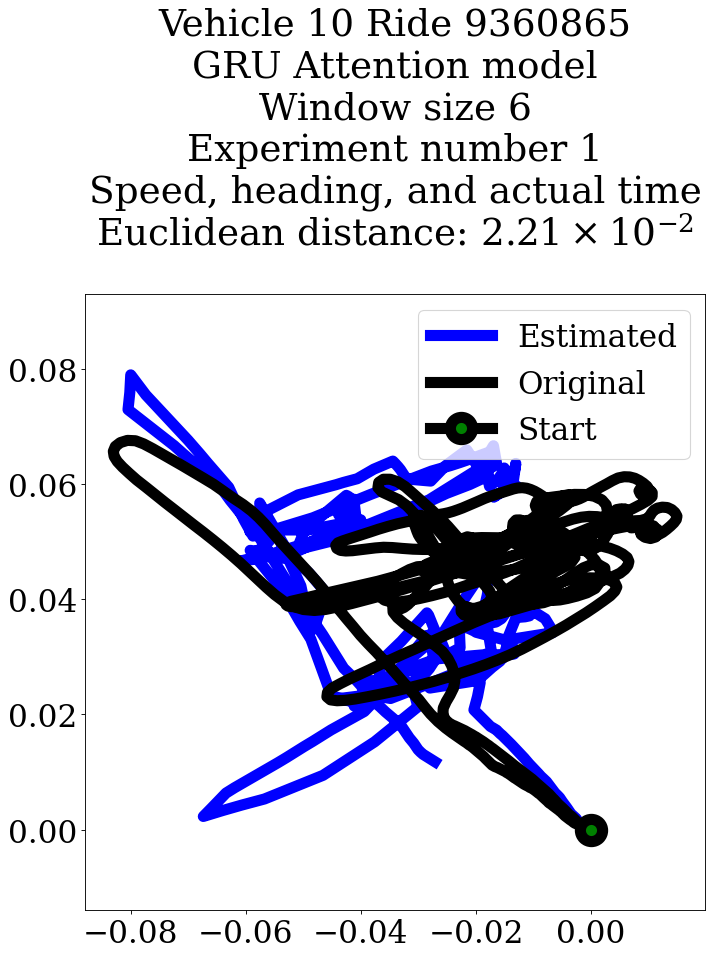 Vehicle 10 Ride 9360865
GRU Attention model
Window size 6
Experiment number 1
Speed, heading, and actual time
Euclidean distance: 2.21 × 10⁻²
Estimated
Original
Start
0.08
0.06
0.04
0.02
0.00
−0.08 −0.06 −0.04 −0.02 0.00